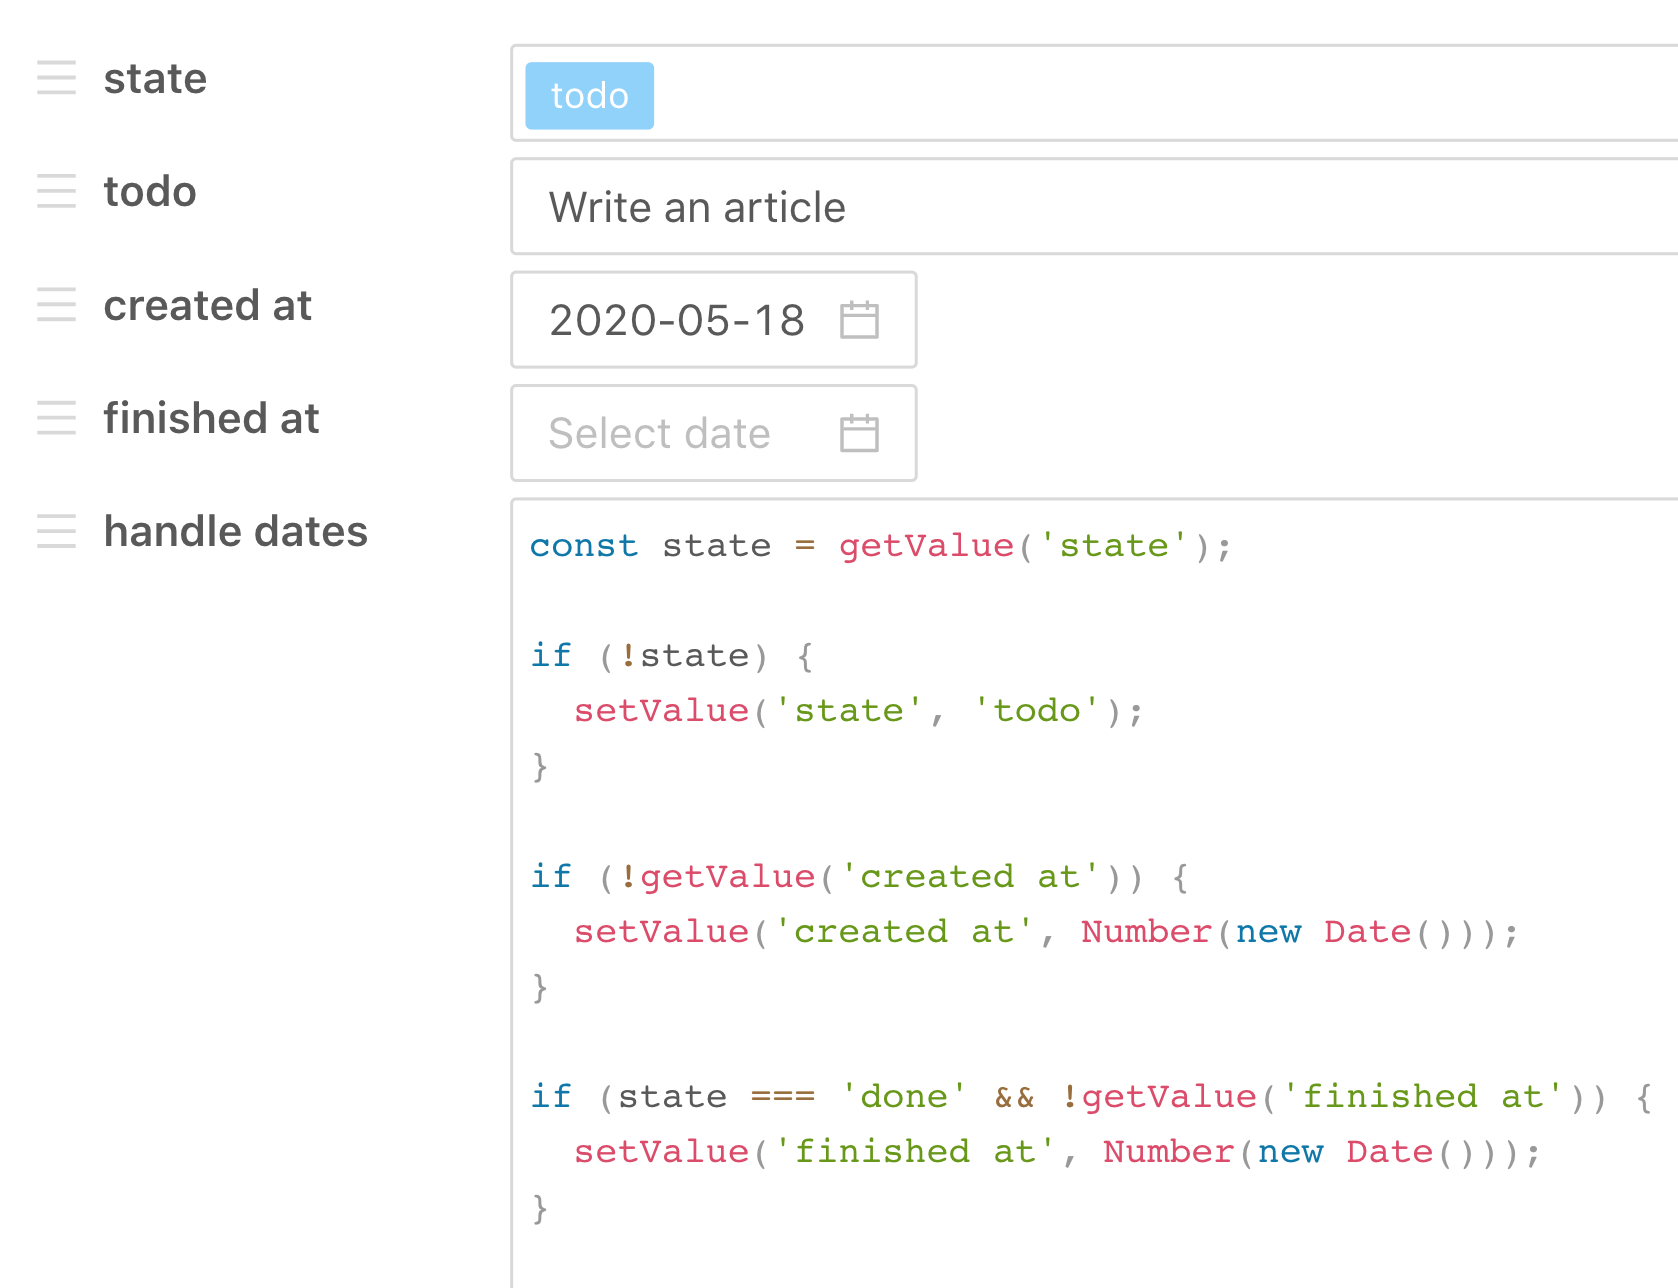 state todo
todo Write an article
created at 2020-05-18
finished at Select date
handle dates const state = getValue('state');
if (!state) {
  setValue('state', 'todo');
}
if (!getValue('created at')) {
  setValue('created at', Number(new Date()));
}
if (state === 'done' && !getValue('finished at')) {
  setValue('finished at', Number(new Date()));
}